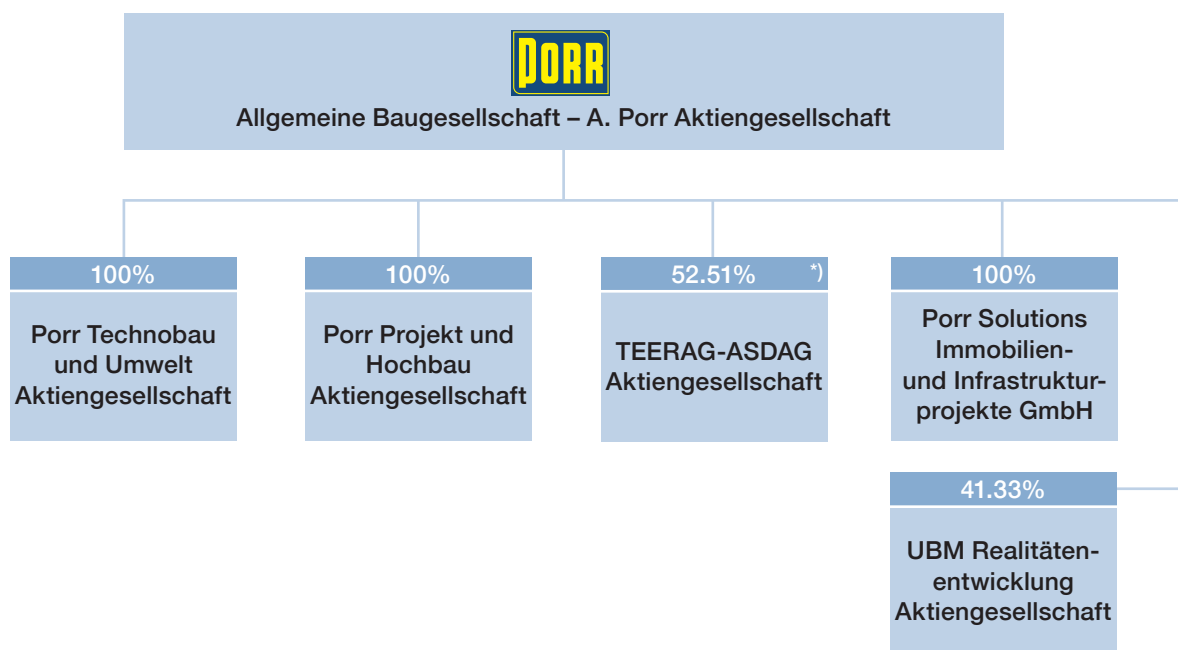 PORR
Allgemeine Baugesellschaft – A. Porr Aktiengesellschaft
100%
Porr Technobau
und Umwelt
Aktiengesellschaft
100%
Porr Projekt und
Hochbau
Aktiengesellschaft
52.51% *)
TEERAG-ASDAG
Aktiengesellschaft
100%
Porr Solutions
Immobilien-
und Infrastruktur-
projekte GmbH
41.33%
UBM Realitäten-
entwicklung
Aktiengesellschaft